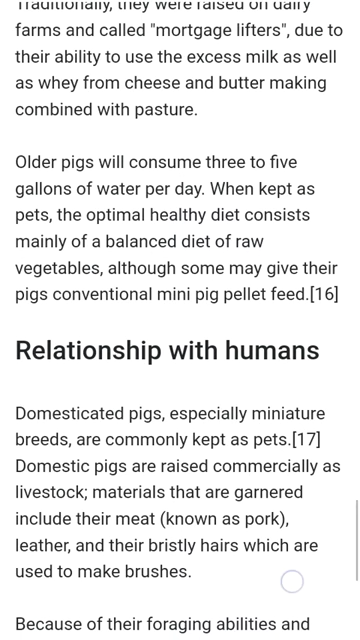 Traditionally, they were raised on dairy
farms and called "mortgage lifters", due to
their ability to use the excess milk as well
as whey from cheese and butter making
combined with pasture.
Older pigs will consume three to five
gallons of water per day. When kept as
pets, the optimal healthy diet consists
mainly of a balanced diet of raw
vegetables, although some may give their
pigs conventional mini pig pellet feed.[16]
Relationship with humans
Domesticated pigs, especially miniature
breeds, are commonly kept as pets.[17]
Domestic pigs are raised commercially as
livestock; materials that are garnered
include their meat (known as pork),
leather, and their bristly hairs which are
used to make brushes.
Because of their foraging abilities and